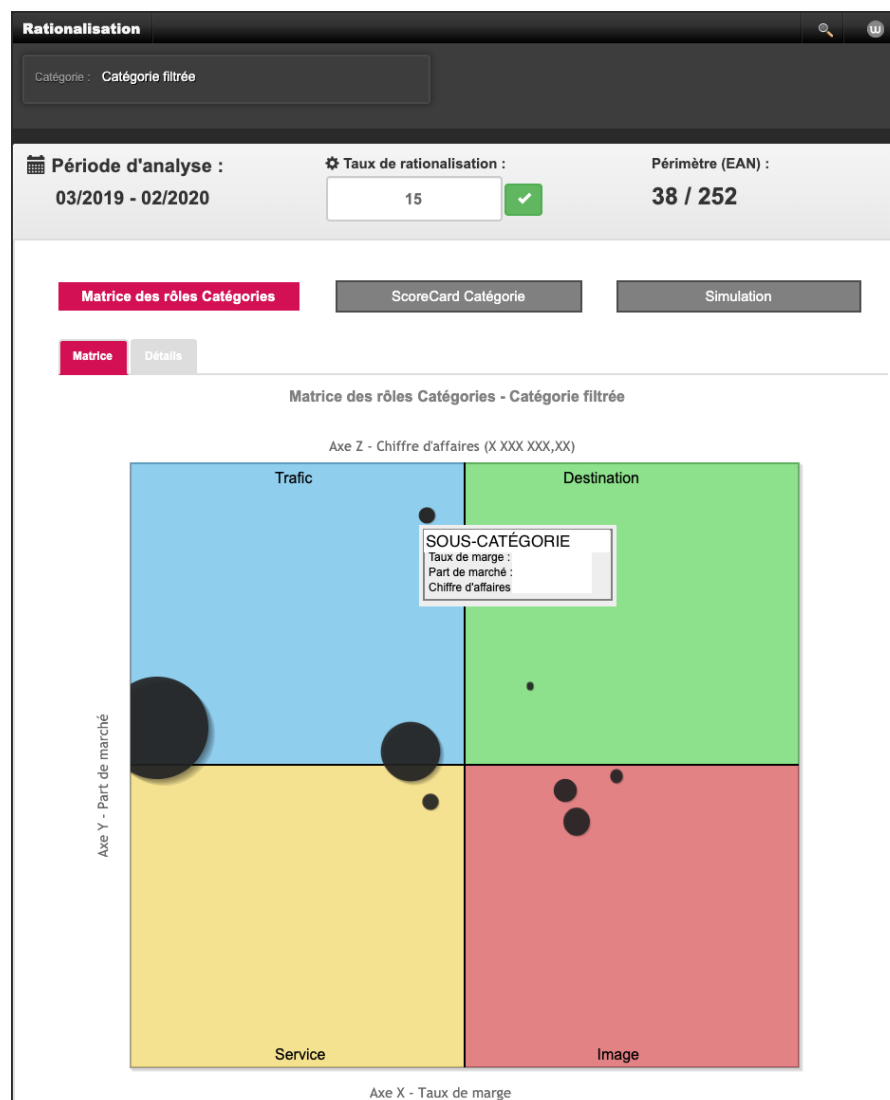 Rationalisation
Catégorie : Catégorie filtrée
Période d'analyse :
03/2019 - 02/2020
Taux de rationalisation :
15
Périmètre (EAN) :
38 / 252
Matrice des rôles Catégories
ScoreCard Catégorie
Simulation
Matrice
Détails
Matrice des rôles Catégories - Catégorie filtrée
Axe Z - Chiffre d'affaires (X XXX XXX,XX)
Trafic
Destination
SOUS-CATÉGORIE
Taux de marge :
Part de marché :
Chiffre d'affaires
Axe Y - Part de marché
Service
Image
Axe X - Taux de marge